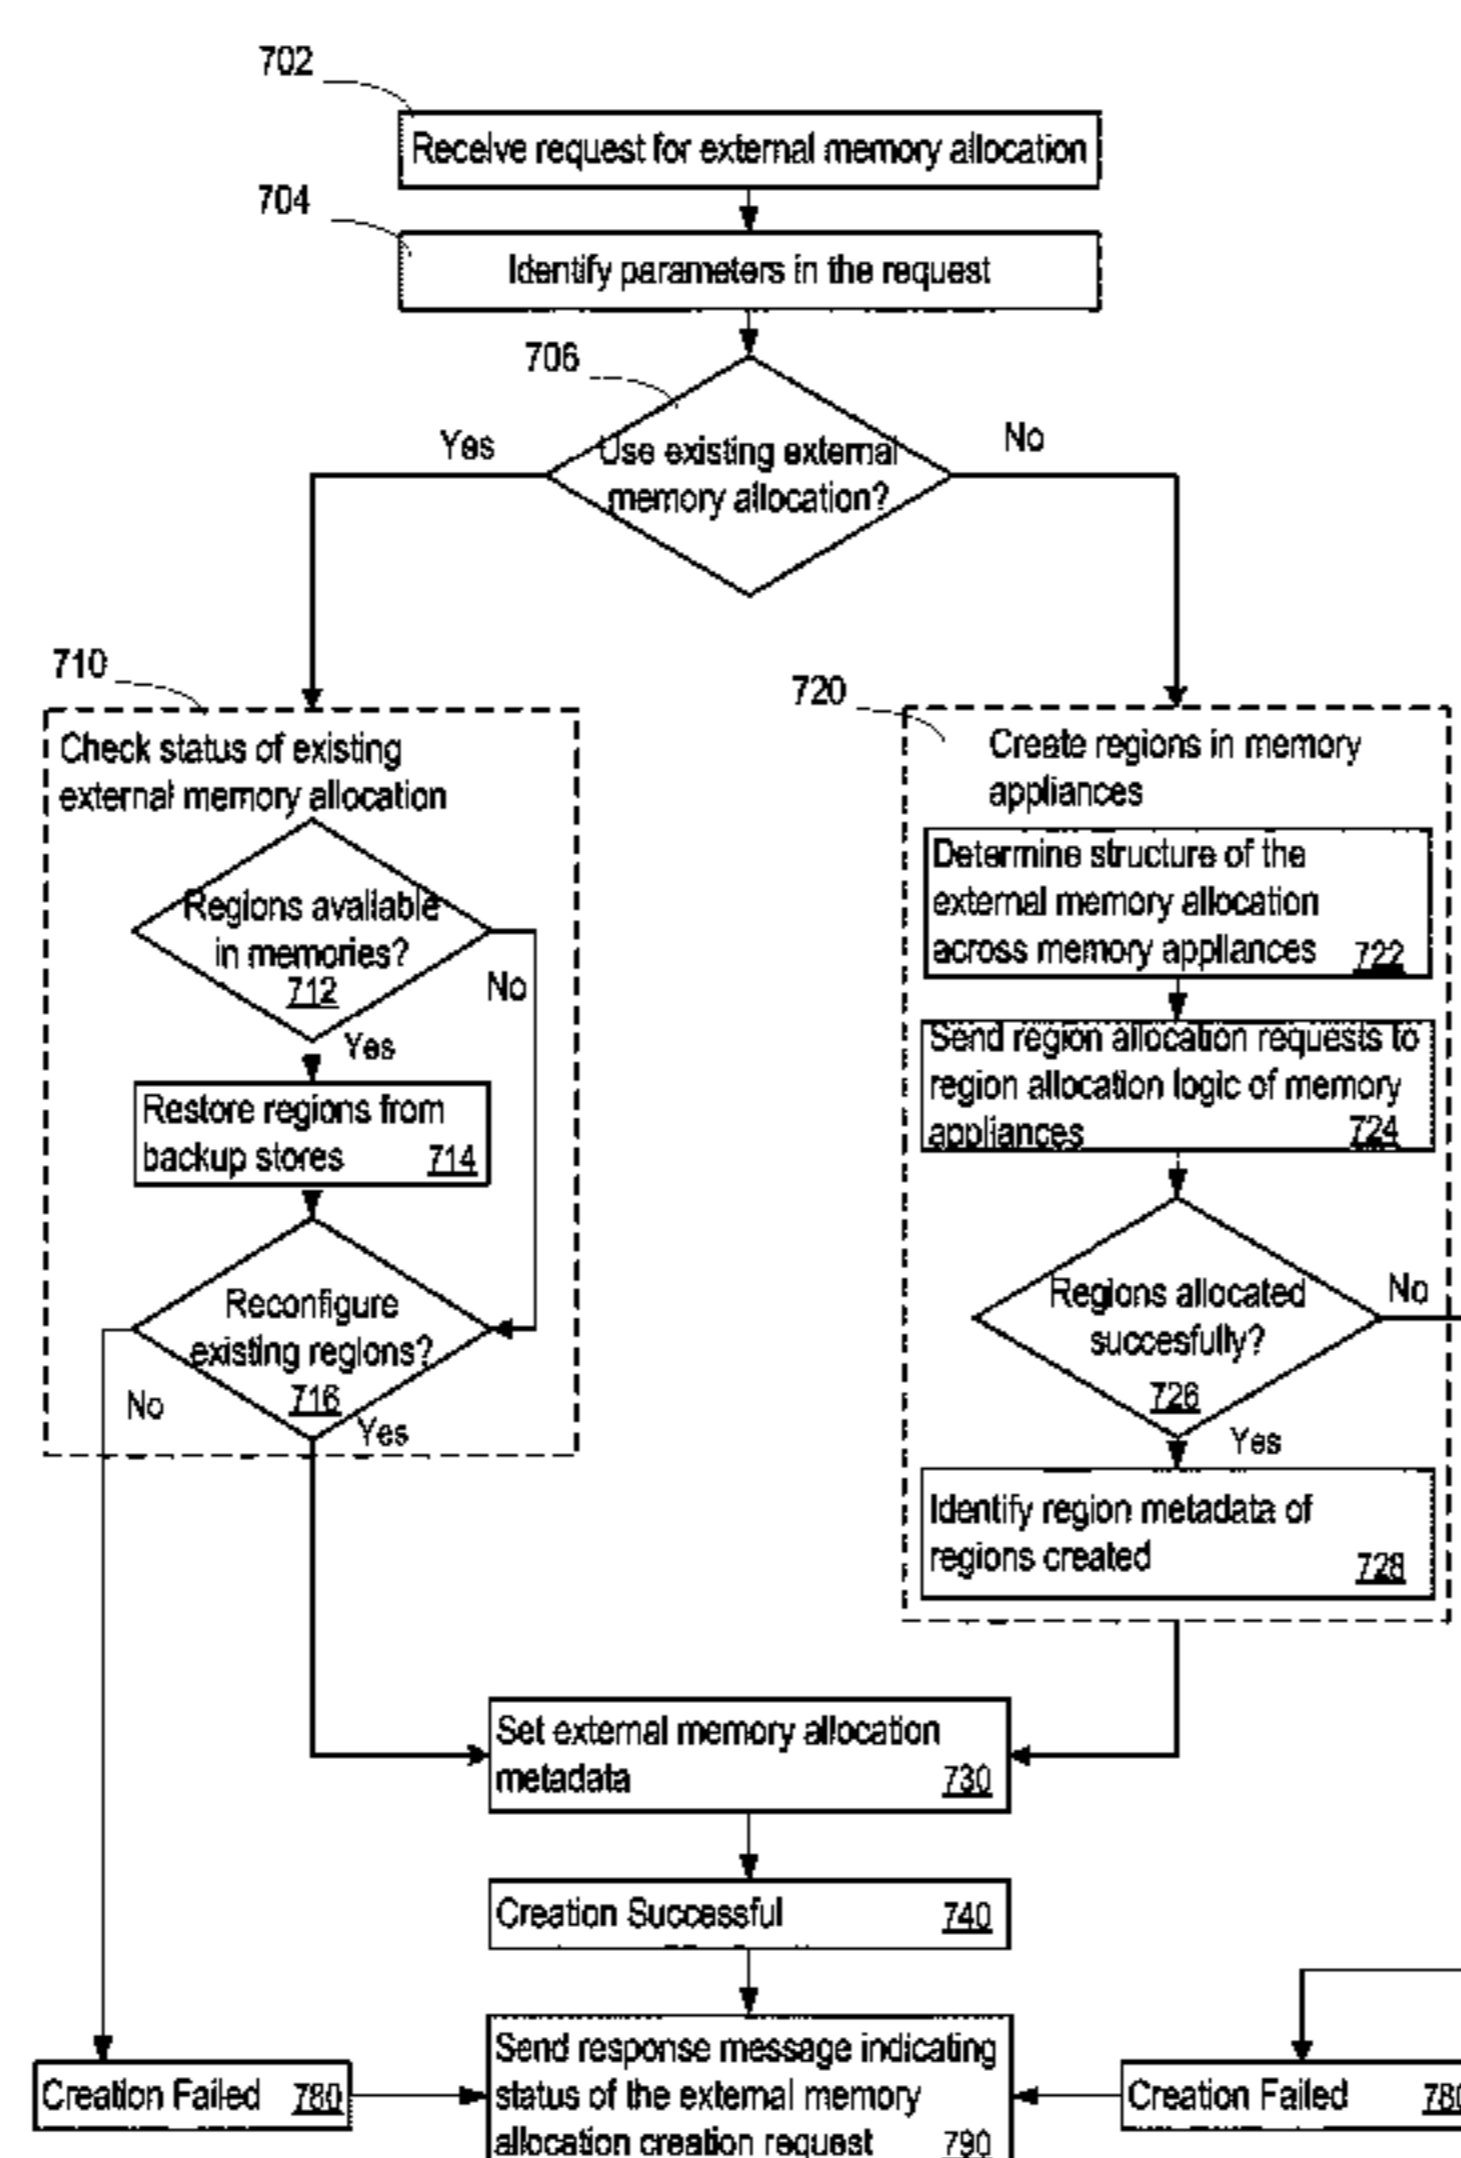 702
Receive request for external memory allocation
704
Identify parameters in the request
706
Use existing external
memory allocation?
Yes
No
710
Check status of existing
external memory allocation
Regions available
in memories?
712
No
Yes
Restore regions from
backup stores 714
Reconfigure
existing regions?
716
No
Yes
720
Create regions in memory
appliances
Determine structure of the
external memory allocation
across memory appliances 722
Send region allocation requests to
region allocation logic of memory
appliances 724
Regions allocated
succesfully?
726
No
Yes
Identify region metadata of
regions created 728
Set external memory allocation
metadata 730
Creation Successful 740
Creation Failed 780
Send response message indicating
status of the external memory
allocation creation request 790
Creation Failed 780